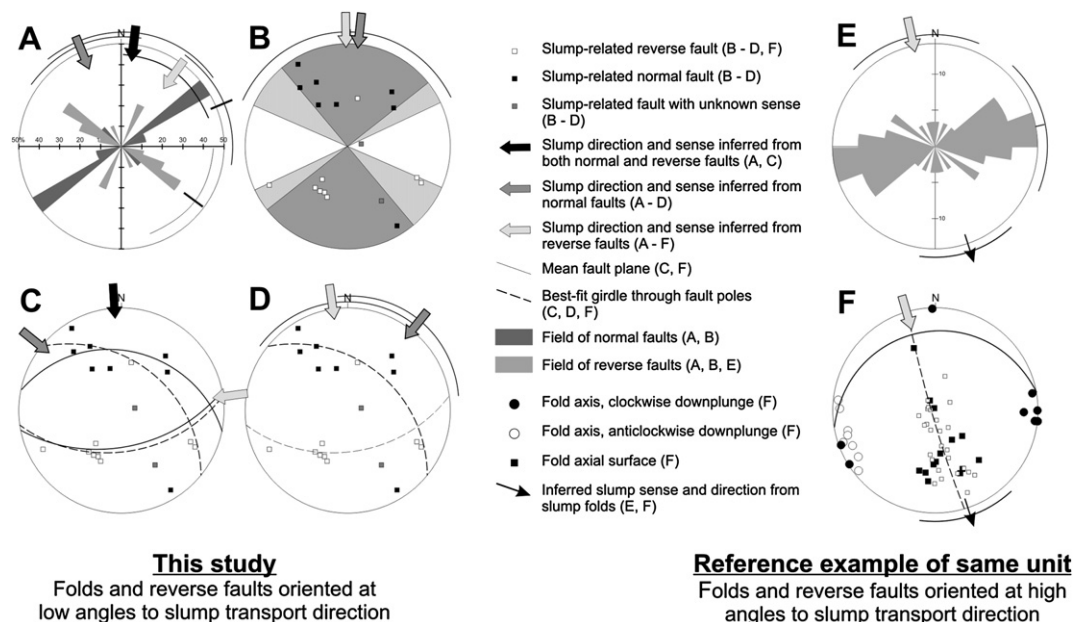 A
N
50% 40 30 20 10
10 20 30 40 50
B
C
N
D
N
Slump-related reverse fault (B - D, F)
Slump-related normal fault (B - D)
Slump-related fault with unknown sense
(B - D)
Slump direction and sense inferred from
both normal and reverse faults (A, C)
Slump direction and sense inferred from
normal faults (A - D)
Slump direction and sense inferred from
reverse faults (A - F)
Mean fault plane (C, F)
Best-fit girdle through fault poles
(C, D, F)
Field of normal faults (A, B)
Field of reverse faults (A, B, E)
Fold axis, clockwise downplunge (F)
Fold axis, anticlockwise downplunge (F)
Fold axial surface (F)
Inferred slump sense and direction from
slump folds (E, F)
E
N
10
10
F
N
This study
Folds and reverse faults oriented at
low angles to slump transport direction
Reference example of same unit
Folds and reverse faults oriented at high
angles to slump transport direction